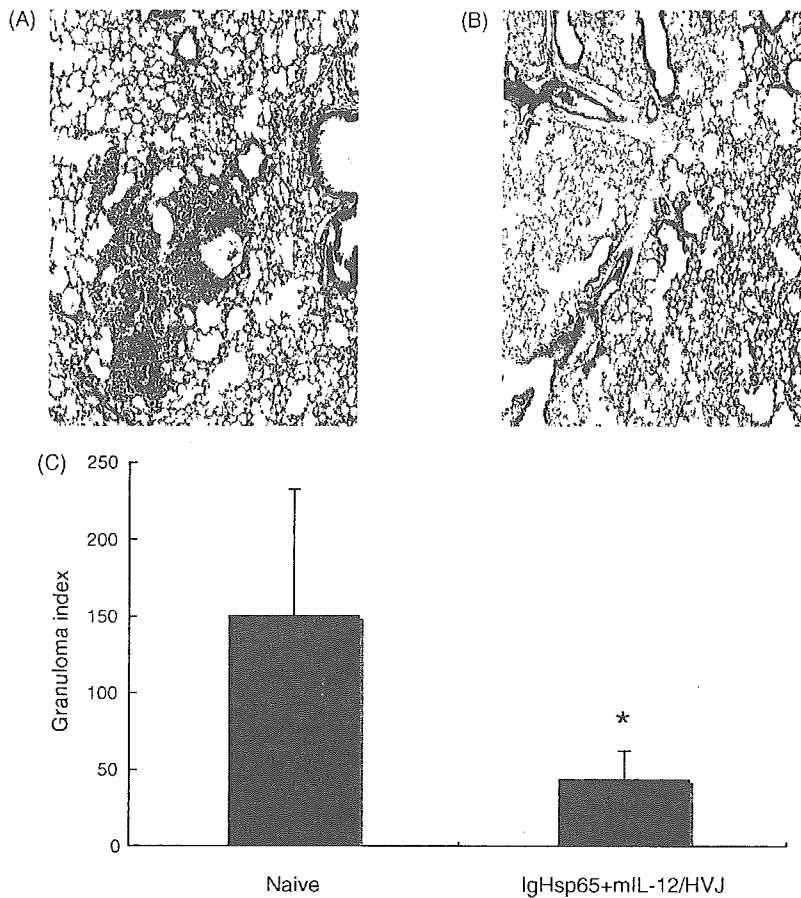 (A)
(B)
(C)
250
200
150
100
50
0
Granuloma index
*
Naive
IgHsp65+mIL-12/HVJ